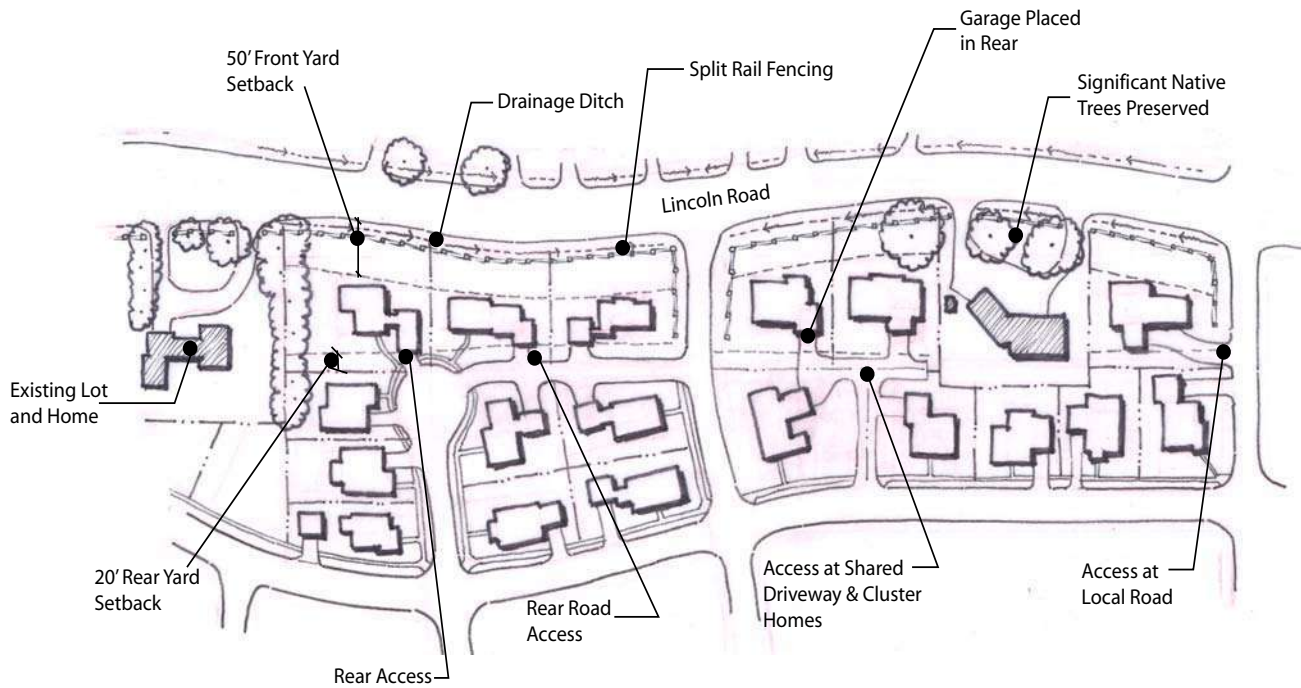 Garage Placed
in Rear
50’ Front Yard
Setback
Split Rail Fencing
Significant Native
Trees Preserved
Drainage Ditch
Lincoln Road
Existing Lot
and Home
20’ Rear Yard
Setback
Access at Shared
Driveway & Cluster
Homes
Access at
Local Road
Rear Road
Access
Rear Access